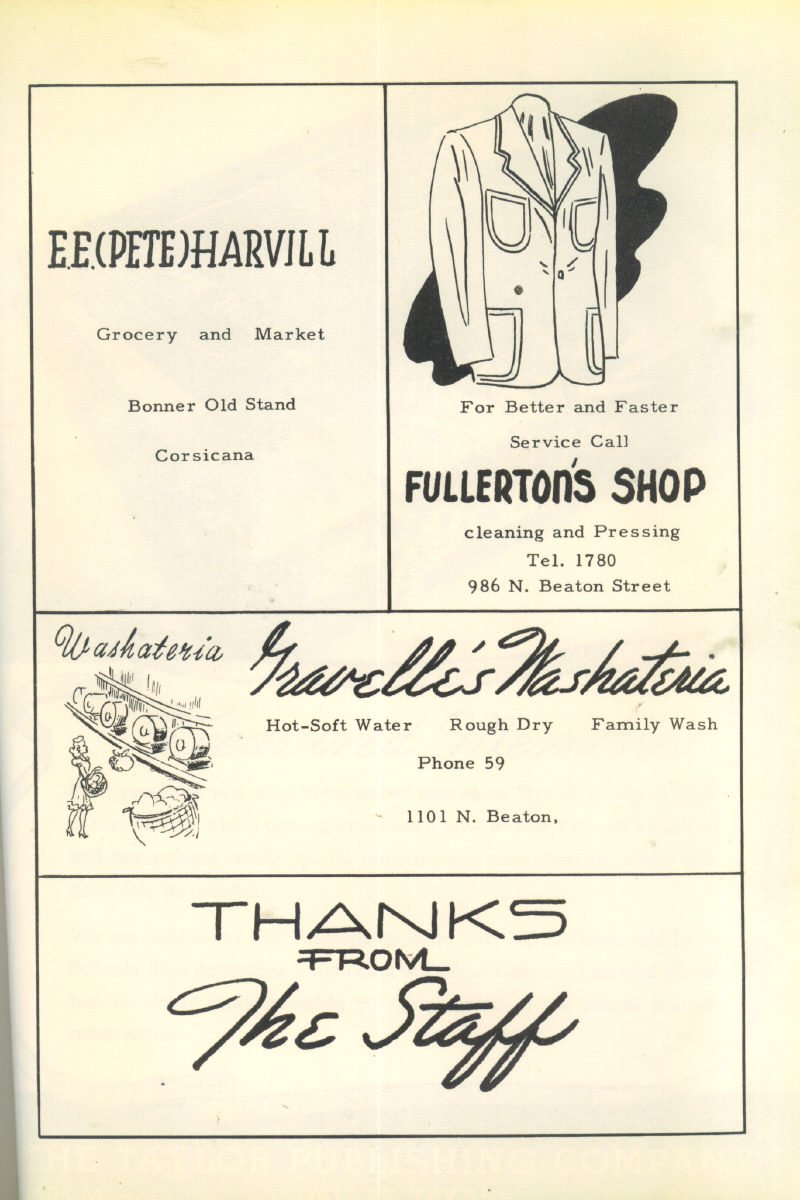 E.E.(PETE)HARVILL
Grocery and Market
Bonner Old Stand
Corsicana
For Better and Faster
Service Call
FULLERTON'S SHOP
cleaning and Pressing
Tel. 1780
986 N. Beaton Street
Washateria
Gravelle's Washateria
Hot-Soft Water Rough Dry Family Wash
Phone 59
1101 N. Beaton,
THANKS
FROM
The Staff